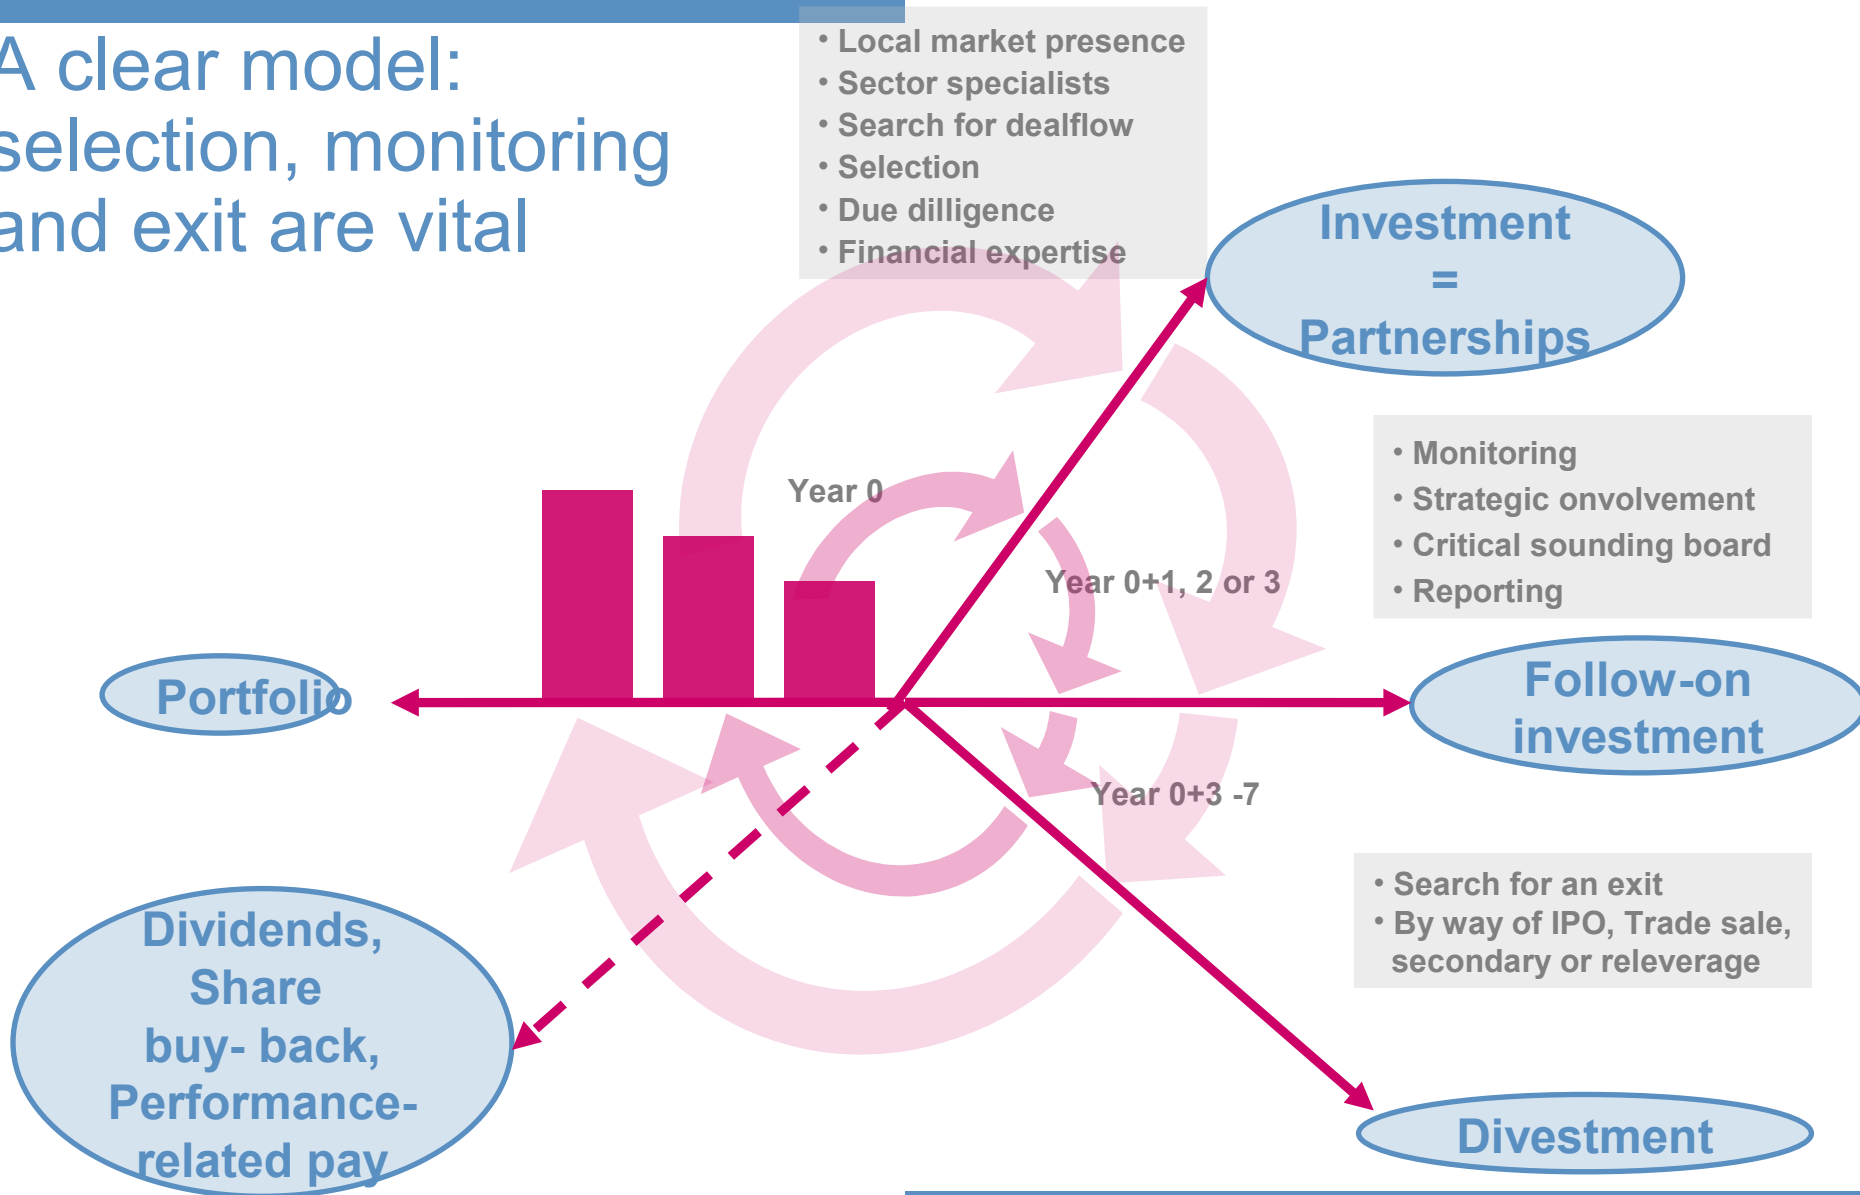 A clear model:
selection, monitoring
and exit are vital
• Local market presence
• Sector specialists
• Search for dealflow
• Selection
• Due dilligence
• Financial expertise
Investment
=
Partnerships
• Monitoring
• Strategic onvolvement
• Critical sounding board
• Reporting
Year 0
Year 0+1, 2 or 3
Portfolio
Follow-on
investment
Year 0+3 -7
• Search for an exit
• By way of IPO, Trade sale,
secondary or releverage
Dividends,
Share
buy- back,
Performance-
related pay
Divestment